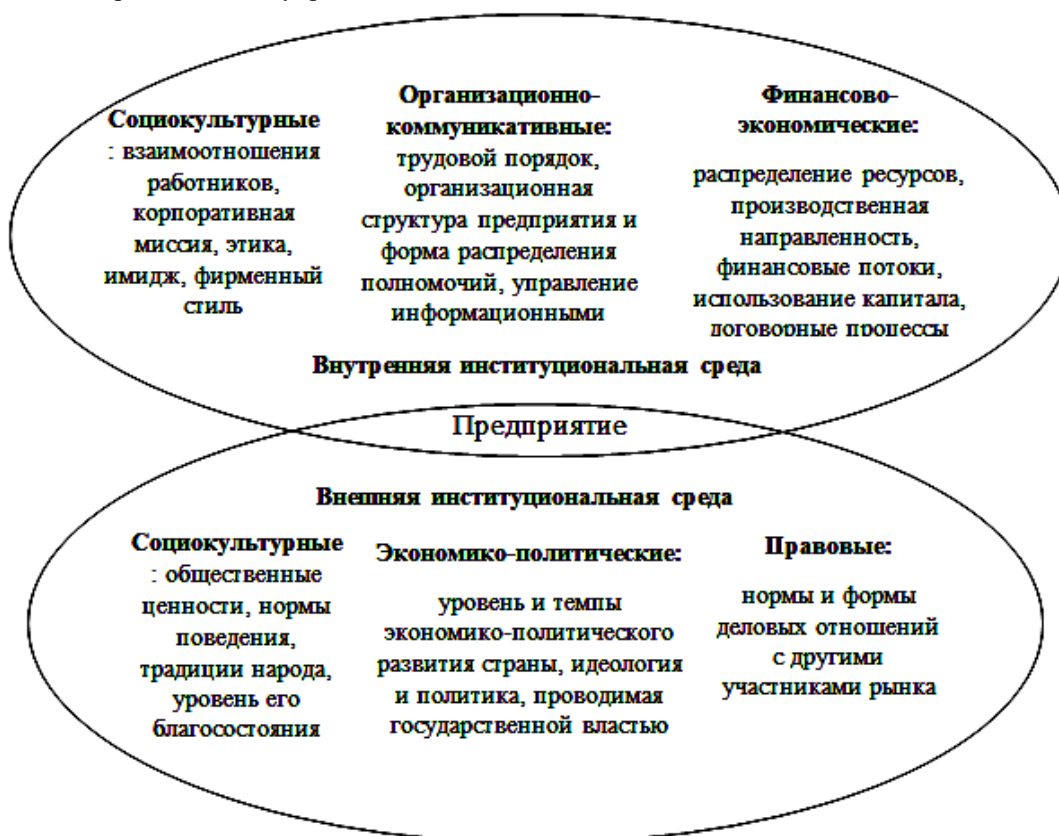 Социокультурные
: взаимоотношения
работников,
корпоративная
миссия, этика,
имидж, фирменный
стиль
Организационно-
коммуникативные:
трудовой порядок,
организационная
структура предприятия и
форма распределения
полномочий, управление
информационными
Финансово-
экономические:
распределение ресурсов,
производственная
направленность,
финансовые потоки,
использование капитала,
договорные процессы
Внутренняя институциональная среда
Предприятие
Внешняя институциональная среда
Социокультурные
: общественные
ценности, нормы
поведения,
традиции народа,
уровень его
благосостояния
Экономико-политические:
уровень и темпы
экономико-политического
развития страны, идеология
и политика, проводимая
государственной властью
Правовые:
нормы и формы
деловых отношений
с другими
участниками рынка